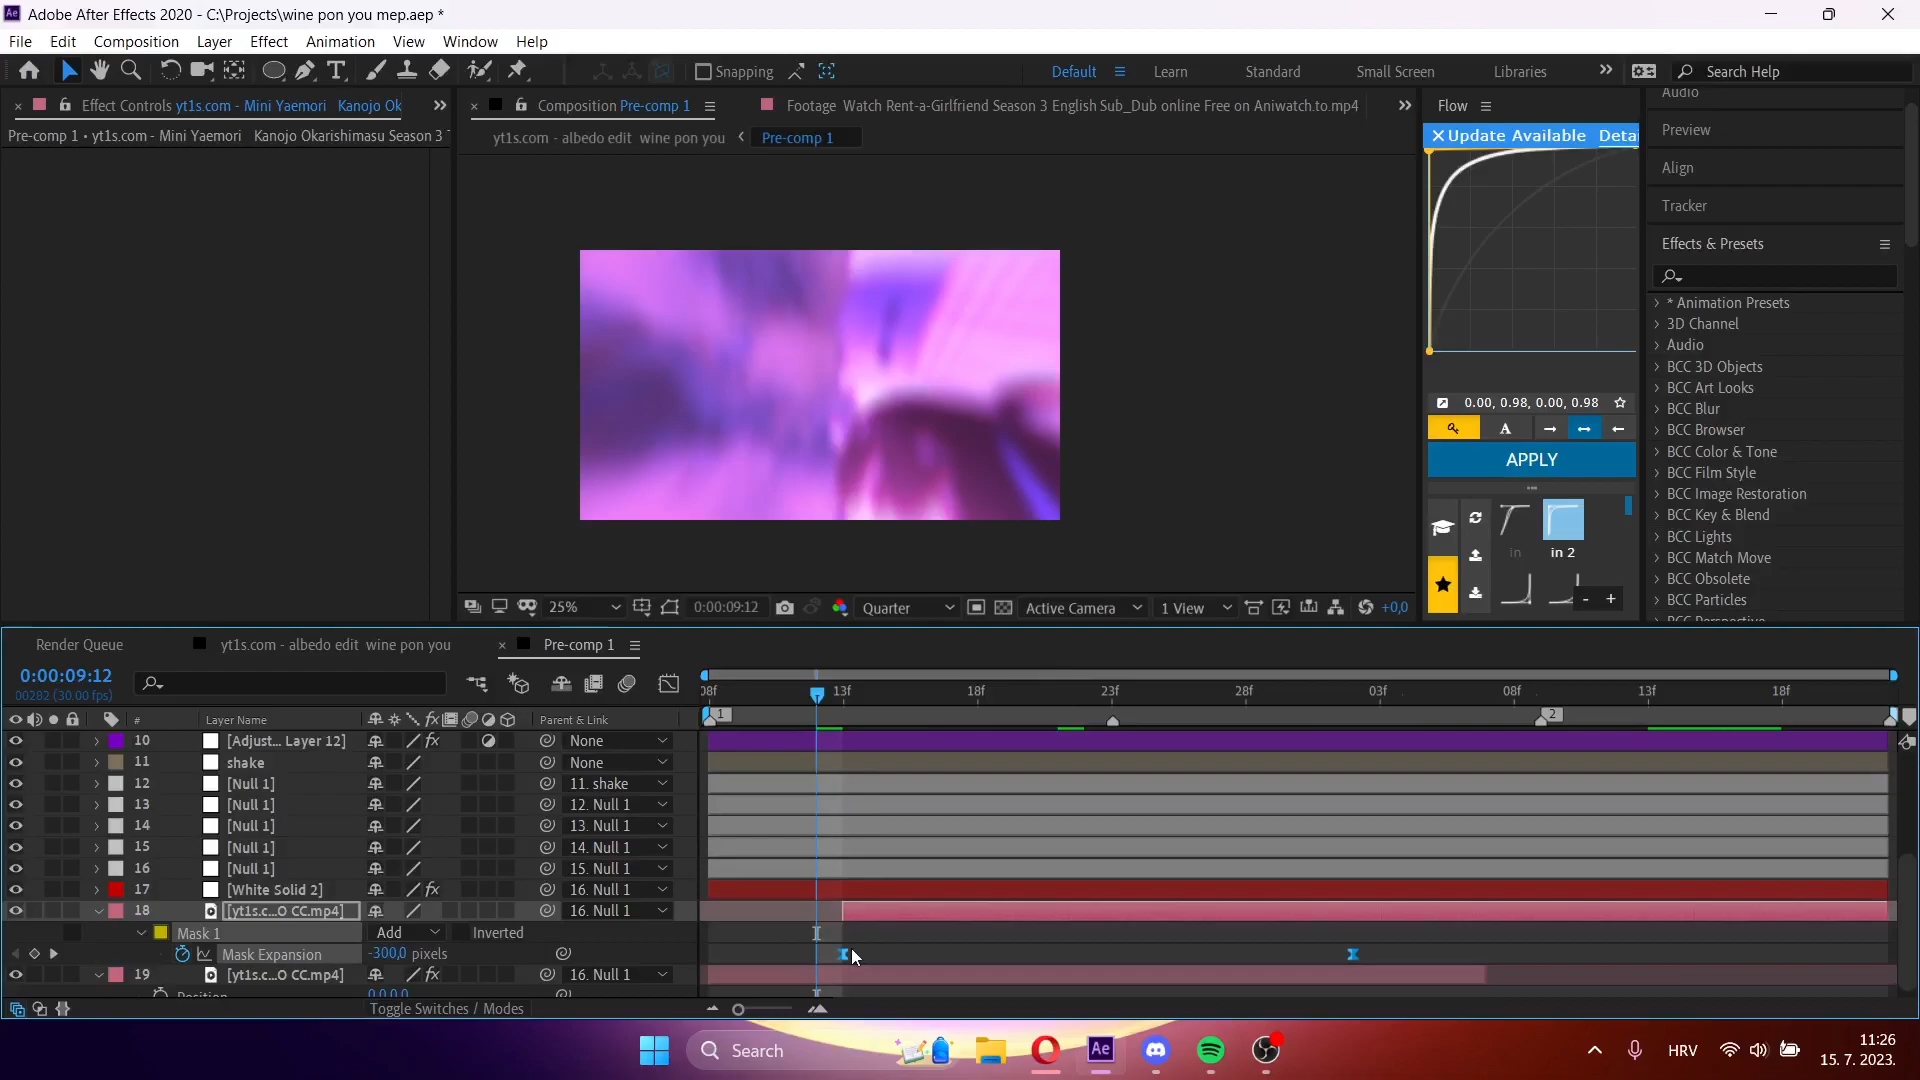 Adobe After Effects 2020 - C:\Projects\wine pon you mep.aep *
File Edit Composition Layer Effect Animation View Window Help
Snapping Default Learn Standard Small Screen Libraries Search Help
Effect Controls yt1s.com - Mini Yaemori Kanojo Ok
Composition Pre-comp 1
Footage Watch Rent-a-Girlfriend Season 3 English Sub_Dub online Free on Aniwatch.to.mp4
Flow
Audio
Pre-comp 1 • yt1s.com - Mini Yaemori Kanojo Okarishimasu Season 3
yt1s.com - albedo edit wine pon you Pre-comp 1
Update Available Detai
Preview
Align
Tracker
Effects & Presets
* Animation Presets
3D Channel
Audio
BCC 3D Objects
BCC Art Looks
BCC Blur
BCC Browser
BCC Color & Tone
BCC Film Style
BCC Image Restoration
BCC Key & Blend
BCC Lights
BCC Match Move
BCC Obsolete
BCC Particles
BCC Perspective
0.00, 0.98, 0.00, 0.98
A
APPLY
In in 2
- +
25% 0:00:09:12 Quarter Active Camera 1 View +0,0
Render Queue yt1s.com - albedo edit wine pon you Pre-comp 1
0:00:09:12
00282 (30.00 fps)
08f 13f 18f 23f 28f 03f 08f 13f 18f
# Layer Name Parent & Link
1 2
10 [Adjust... Layer 12] None
11 shake None
12 [Null 1] 11. shake
13 [Null 1] 12. Null 1
14 [Null 1] 13. Null 1
15 [Null 1] 14. Null 1
16 [Null 1] 15. Null 1
17 [White Solid 2] 16. Null 1
18 [yt1s.c...O CC.mp4] 16. Null 1
Mask 1 Add Inverted
Mask Expansion -300,0 pixels
19 [yt1s.c...O CC.mp4] 16. Null 1
Position
Toggle Switches / Modes
Search
HRV
11:26
15. 7. 2023.